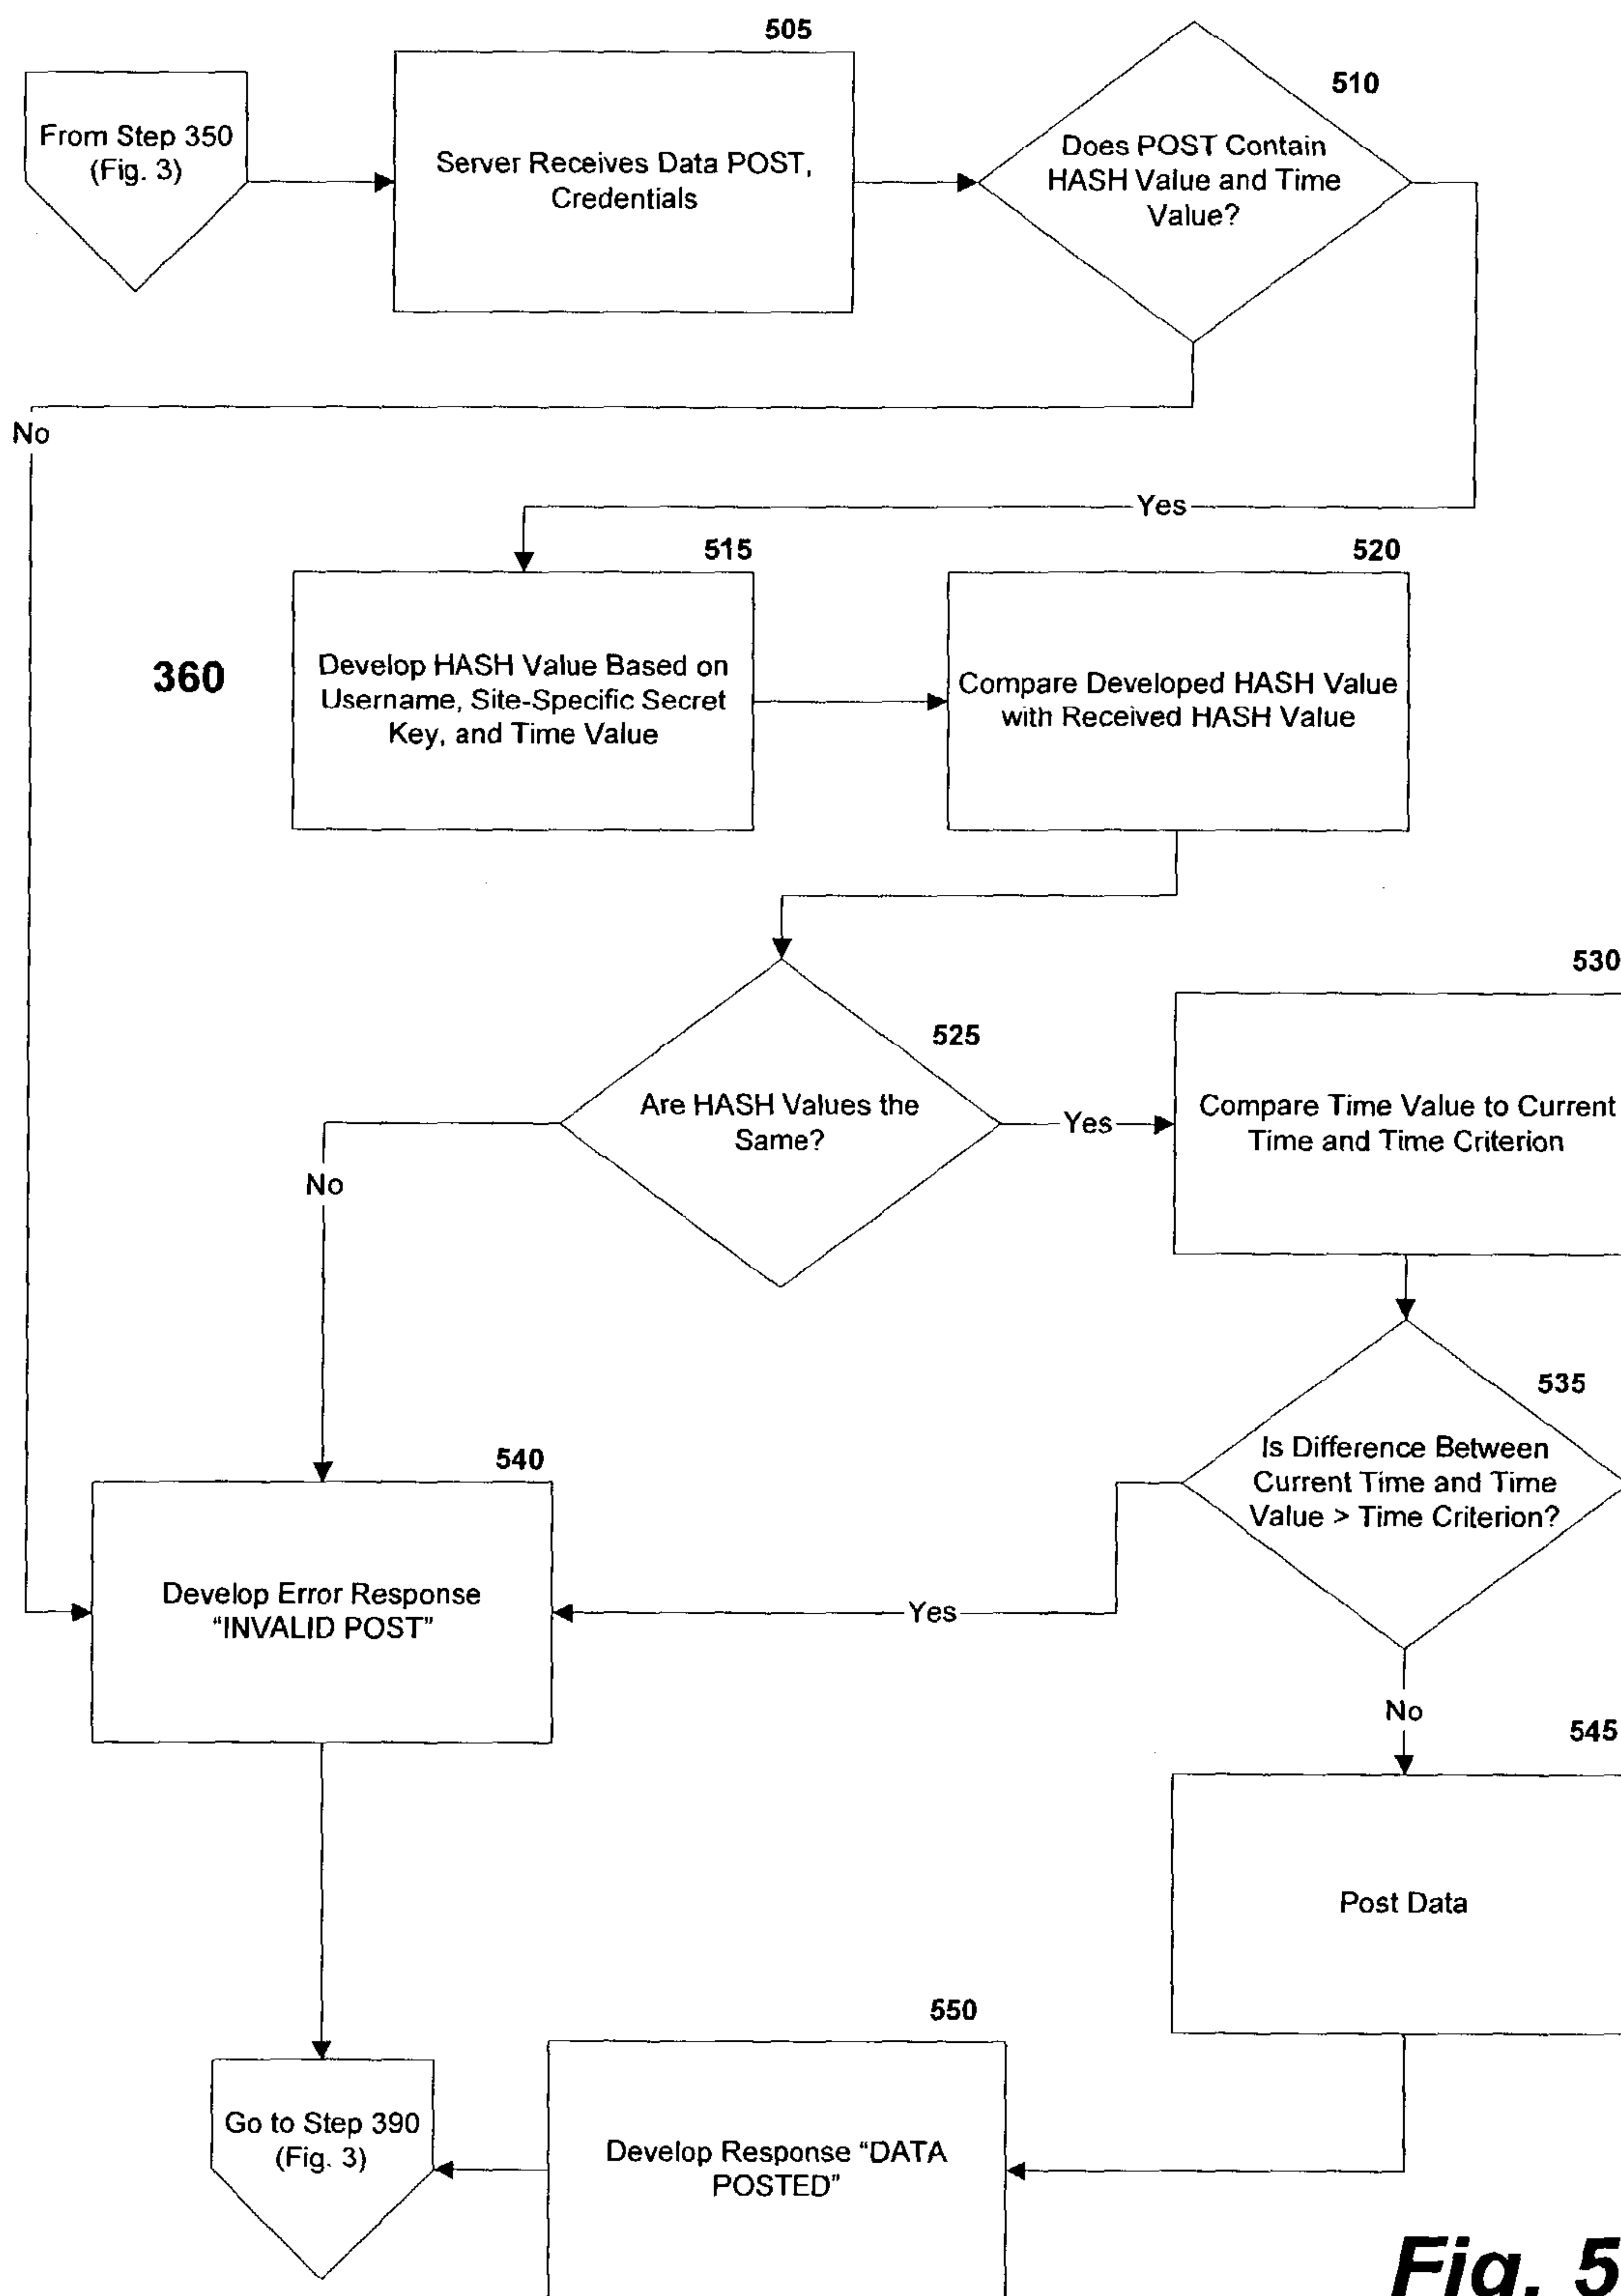 505
From Step 350
(Fig. 3)
Server Receives Data POST,
Credentials
510
Does POST Contain
HASH Value and Time
Value?
No
Yes
515
520
360
Develop HASH Value Based on
Username, Site-Specific Secret
Key, and Time Value
Compare Developed HASH Value
with Received HASH Value
530
525
Are HASH Values the
Same?
Yes
Compare Time Value to Current
Time and Time Criterion
No
535
Is Difference Between
Current Time and Time
Value > Time Criterion?
540
Develop Error Response
“INVALID POST”
Yes
No
545
Post Data
550
Go to Step 390
(Fig. 3)
Develop Response “DATA
POSTED”
Fig. 5